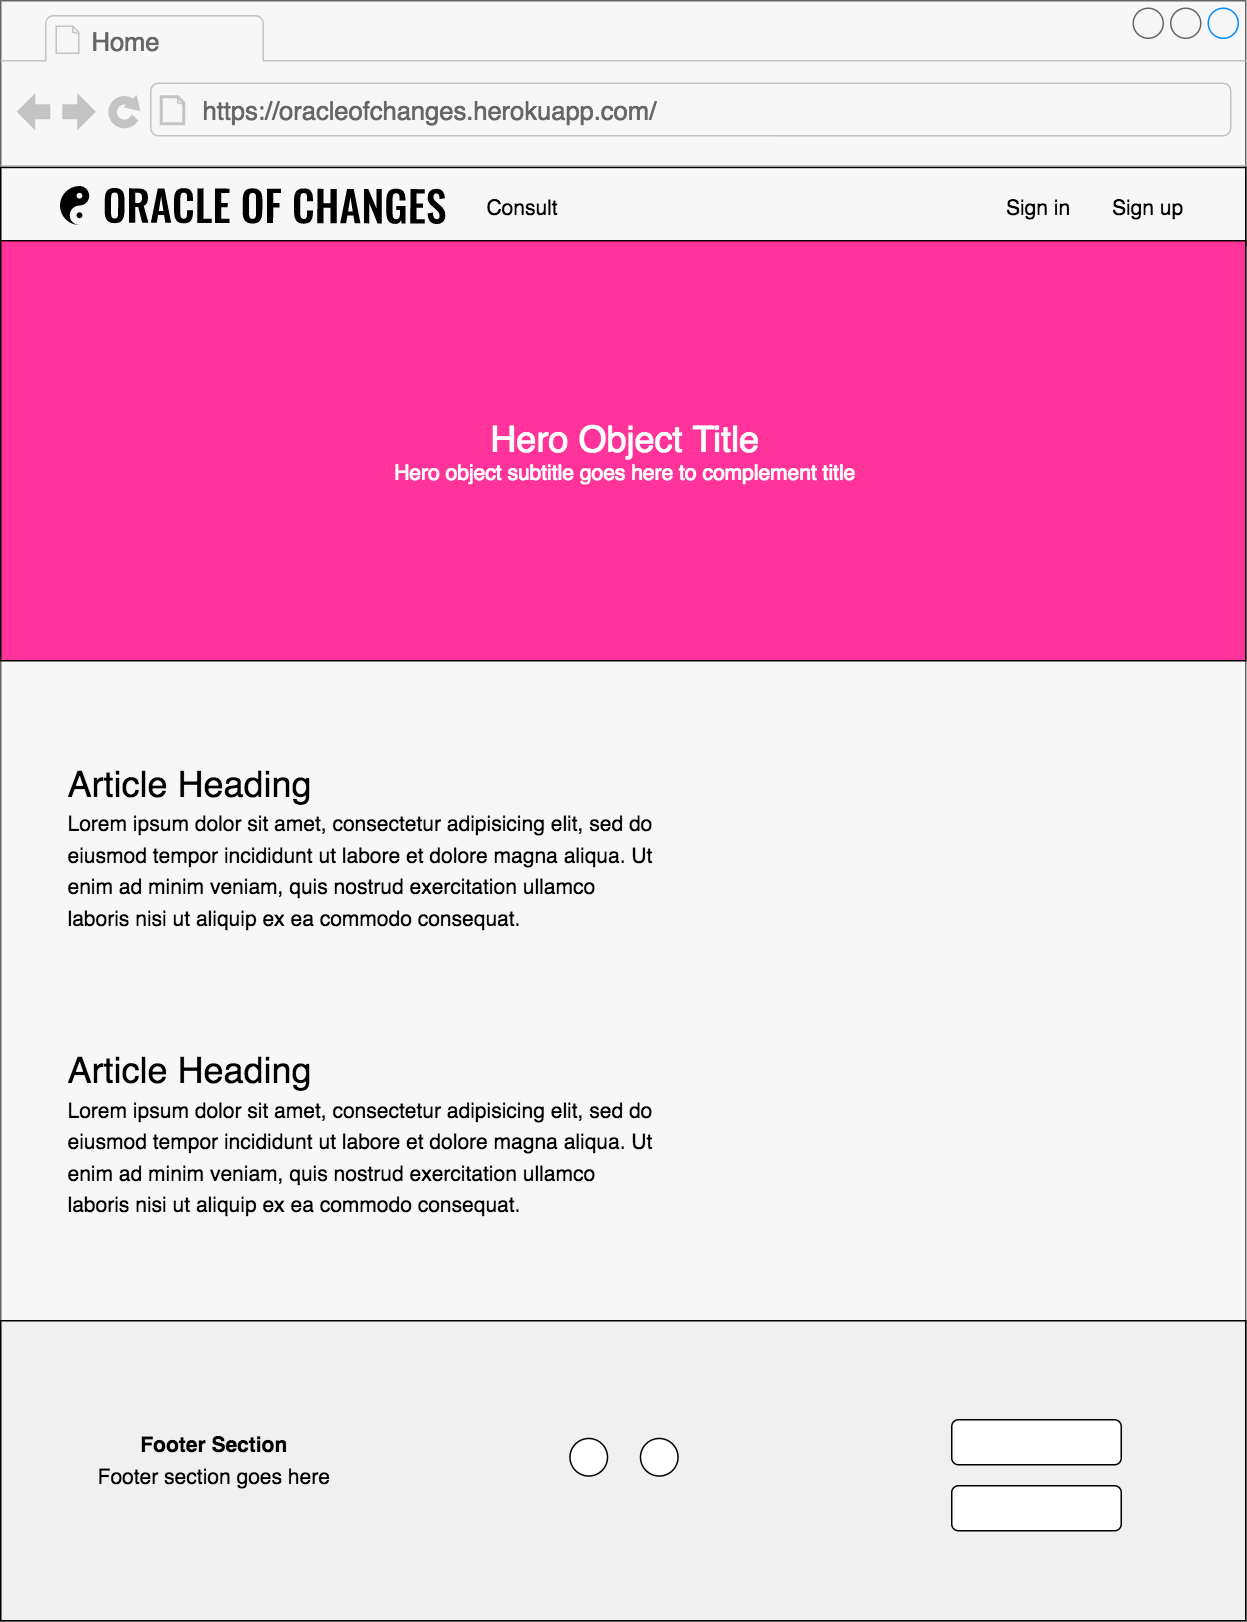 Home
https://oracleofchanges.herokuapp.com/
ORACLE OF CHANGES
Consult
Sign in
Sign up
Hero Object Title
Hero object subtitle goes here to complement title
Article Heading
Lorem ipsum dolor sit amet, consectetur adipisicing elit, sed do
eiusmod tempor incididunt ut labore et dolore magna aliqua. Ut
enim ad minim veniam, quis nostrud exercitation ullamco
laboris nisi ut aliquip ex ea commodo consequat.
Article Heading
Lorem ipsum dolor sit amet, consectetur adipisicing elit, sed do
eiusmod tempor incididunt ut labore et dolore magna aliqua. Ut
enim ad minim veniam, quis nostrud exercitation ullamco
laboris nisi ut aliquip ex ea commodo consequat.
Footer Section
Footer section goes here